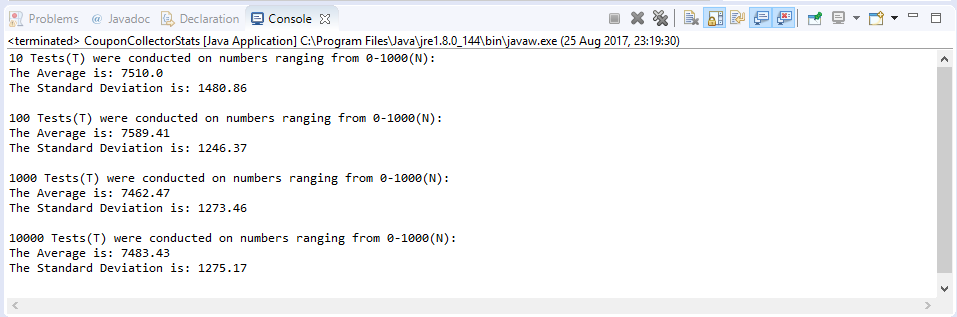 Problems @ Javadoc Declaration Console
<terminated> CouponCollectorStats [Java Application] C:\Program Files\Java\jre1.8.0_144\bin\javaw.exe (25 Aug 2017, 23:19:30)
10 Tests(T) were conducted on numbers ranging from 0-1000(N):
The Average is: 7510.0
The Standard Deviation is: 1480.86
100 Tests(T) were conducted on numbers ranging from 0-1000(N):
The Average is: 7589.41
The Standard Deviation is: 1246.37
1000 Tests(T) were conducted on numbers ranging from 0-1000(N):
The Average is: 7462.47
The Standard Deviation is: 1273.46
10000 Tests(T) were conducted on numbers ranging from 0-1000(N):
The Average is: 7483.43
The Standard Deviation is: 1275.17